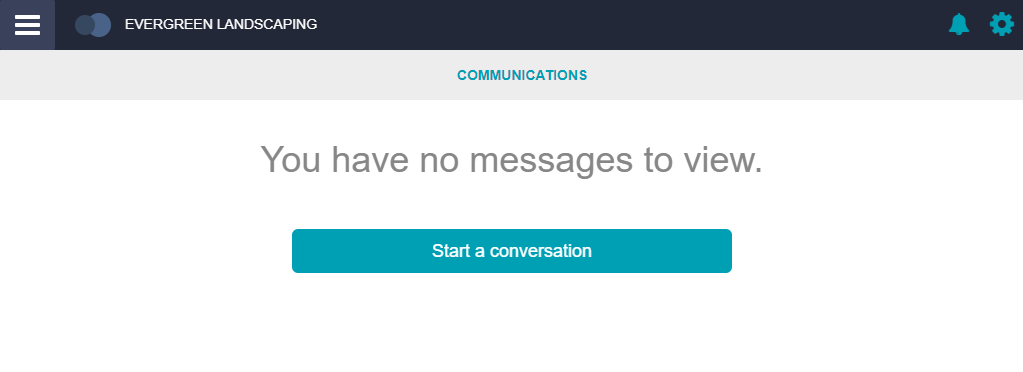 EVERGREEN LANDSCAPING
COMMUNICATIONS
You have no messages to view.
Start a conversation